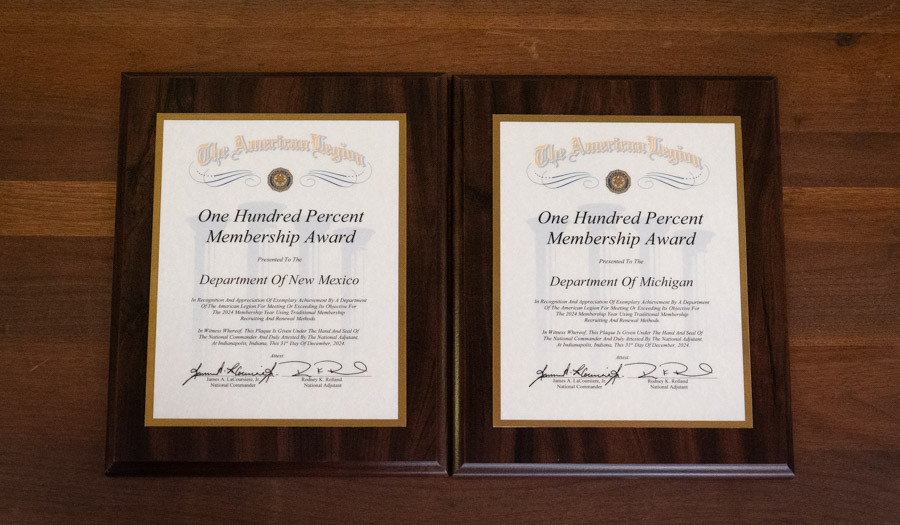 The American Legion
One Hundred Percent
Membership Award
Presented To The
Department Of New Mexico
In Recognition And Appreciation Of Exemplary Achievement By A Department
Of The American Legion For Meeting Or Exceeding Its Objective For
The 2024 Membership Year Using Traditional Membership
Recruiting And Renewal Methods.
In Witness Whereof, This Plaque Is Given Under The Hand And Seal Of
The National Commander And Duly Attested By The National Adjutant.
At Indianapolis, Indiana, This 31st Day Of December, 2024.
Attest
James A. LaCoursiere, Jr. Rodney K. Rolland
National Commander National Adjutant
The American Legion
One Hundred Percent
Membership Award
Presented To The
Department Of Michigan
In Recognition And Appreciation Of Exemplary Achievement By A Department
Of The American Legion For Meeting Or Exceeding Its Objective For
The 2024 Membership Year Using Traditional Membership
Recruiting And Renewal Methods.
In Witness Whereof, This Plaque Is Given Under The Hand And Seal Of
The National Commander And Duly Attested By The National Adjutant.
At Indianapolis, Indiana, This 31st Day Of December, 2024.
Attest
James A. LaCoursiere, Jr. Rodney K. Rolland
National Commander National Adjutant